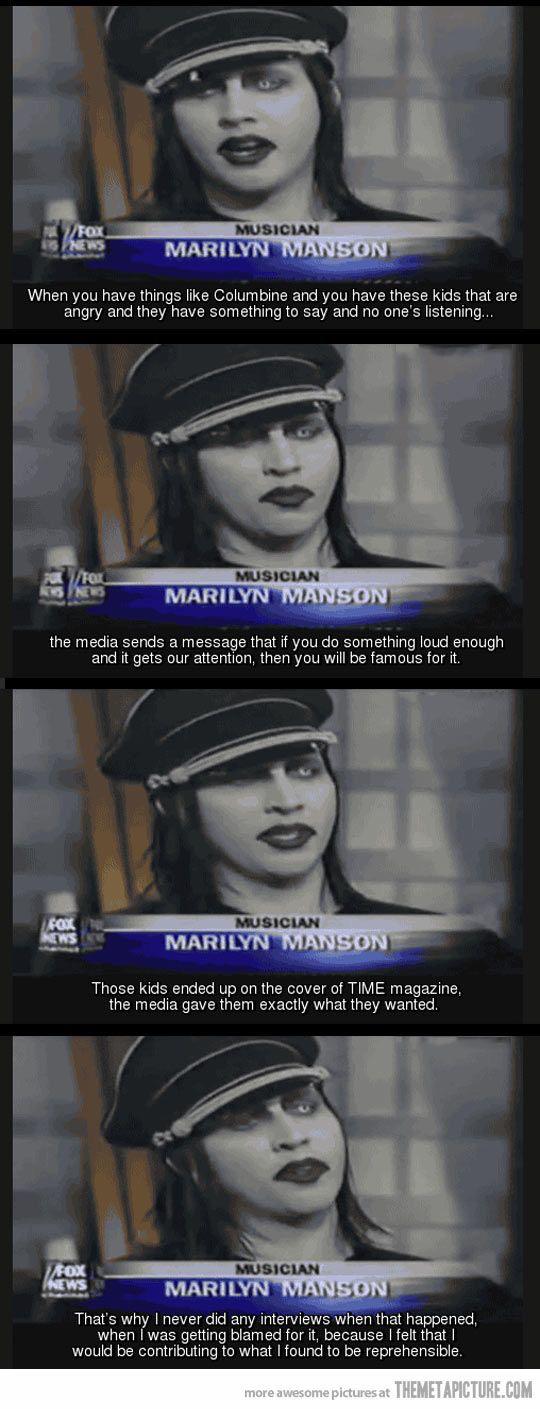 FOX
NEWS
MUSICIAN
MARILYN MANSON
When you have things like Columbine and you have these kids that are
angry and they have something to say and no one's listening...
FOX
NEWS NEWS
MUSICIAN
MARILYN MANSON
the media sends a message that if you do something loud enough
and it gets our attention, then you will be famous for it.
FOX
NEWS
MUSICIAN
MARILYN MANSON
Those kids ended up on the cover of TIME magazine,
the media gave them exactly what they wanted.
FOX
NEWS
MUSICIAN
MARILYN MANSON
That's why I never did any interviews when that happened,
when I was getting blamed for it, because I felt that I
would be contributing to what I found to be reprehensible.
more awesome pictures at THEMETAPICTURE.COM